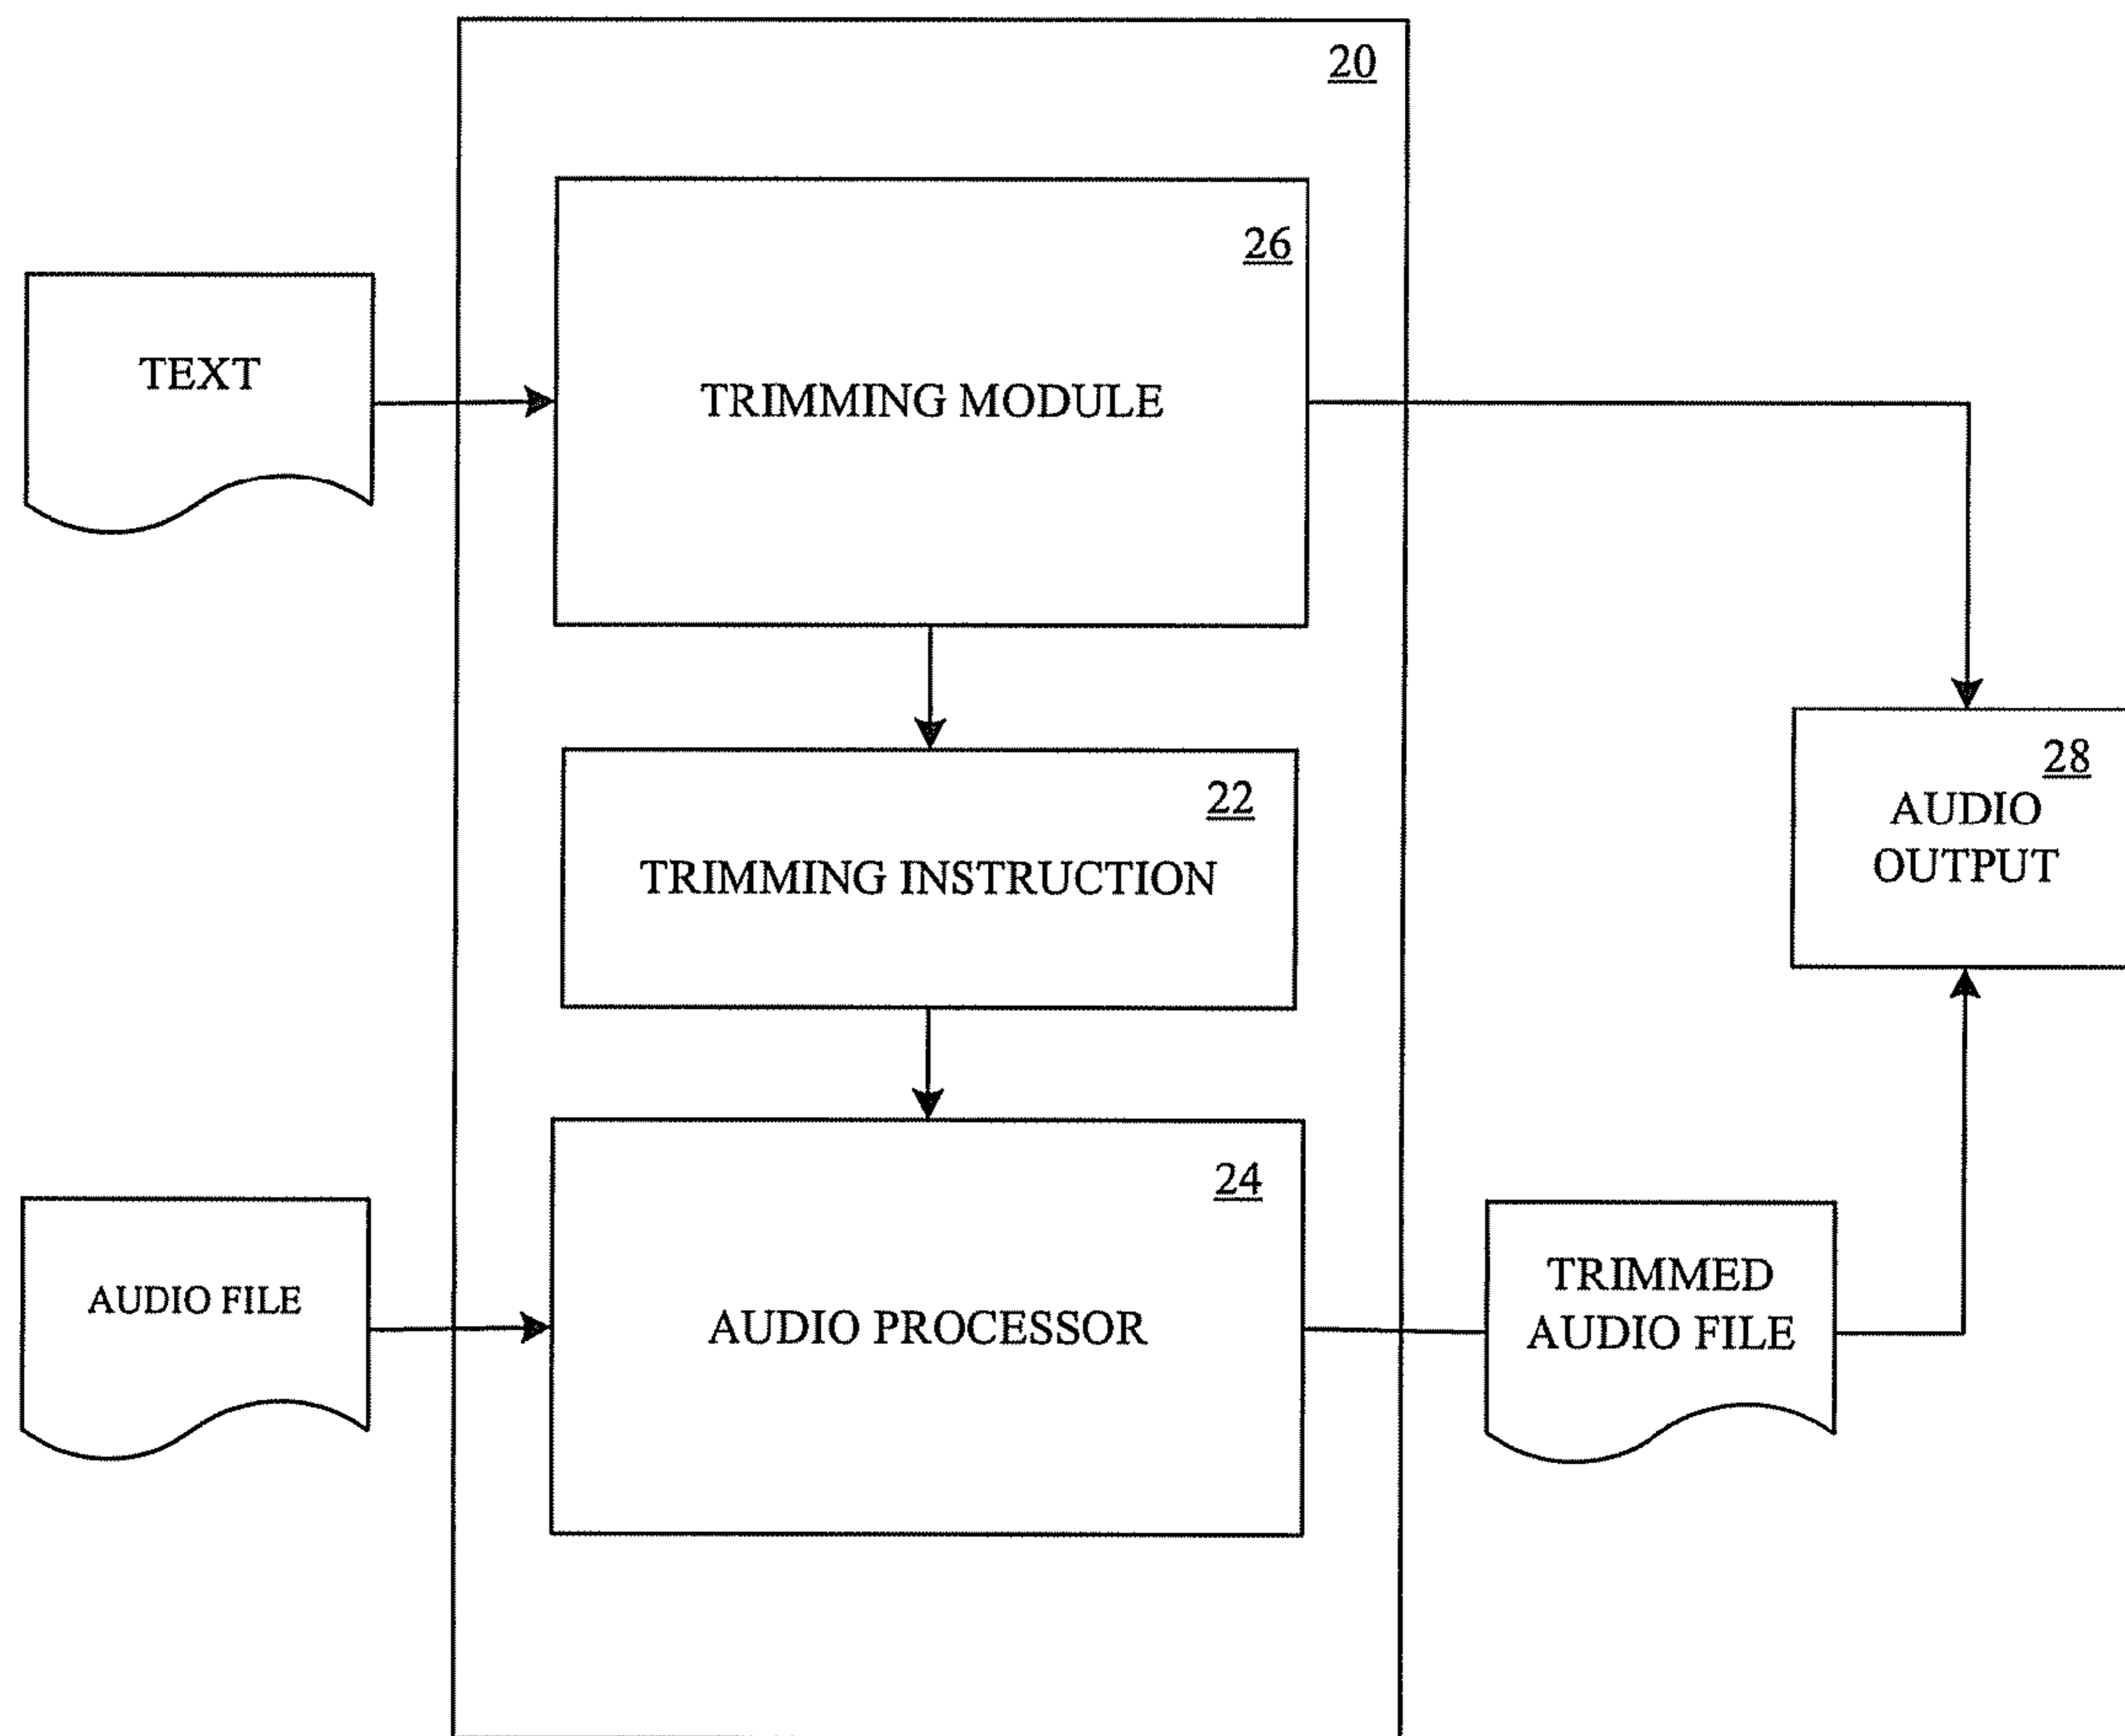 20
26
TEXT
TRIMMING MODULE
22
TRIMMING INSTRUCTION
28
AUDIO
OUTPUT
24
AUDIO FILE
AUDIO PROCESSOR
TRIMMED
AUDIO FILE